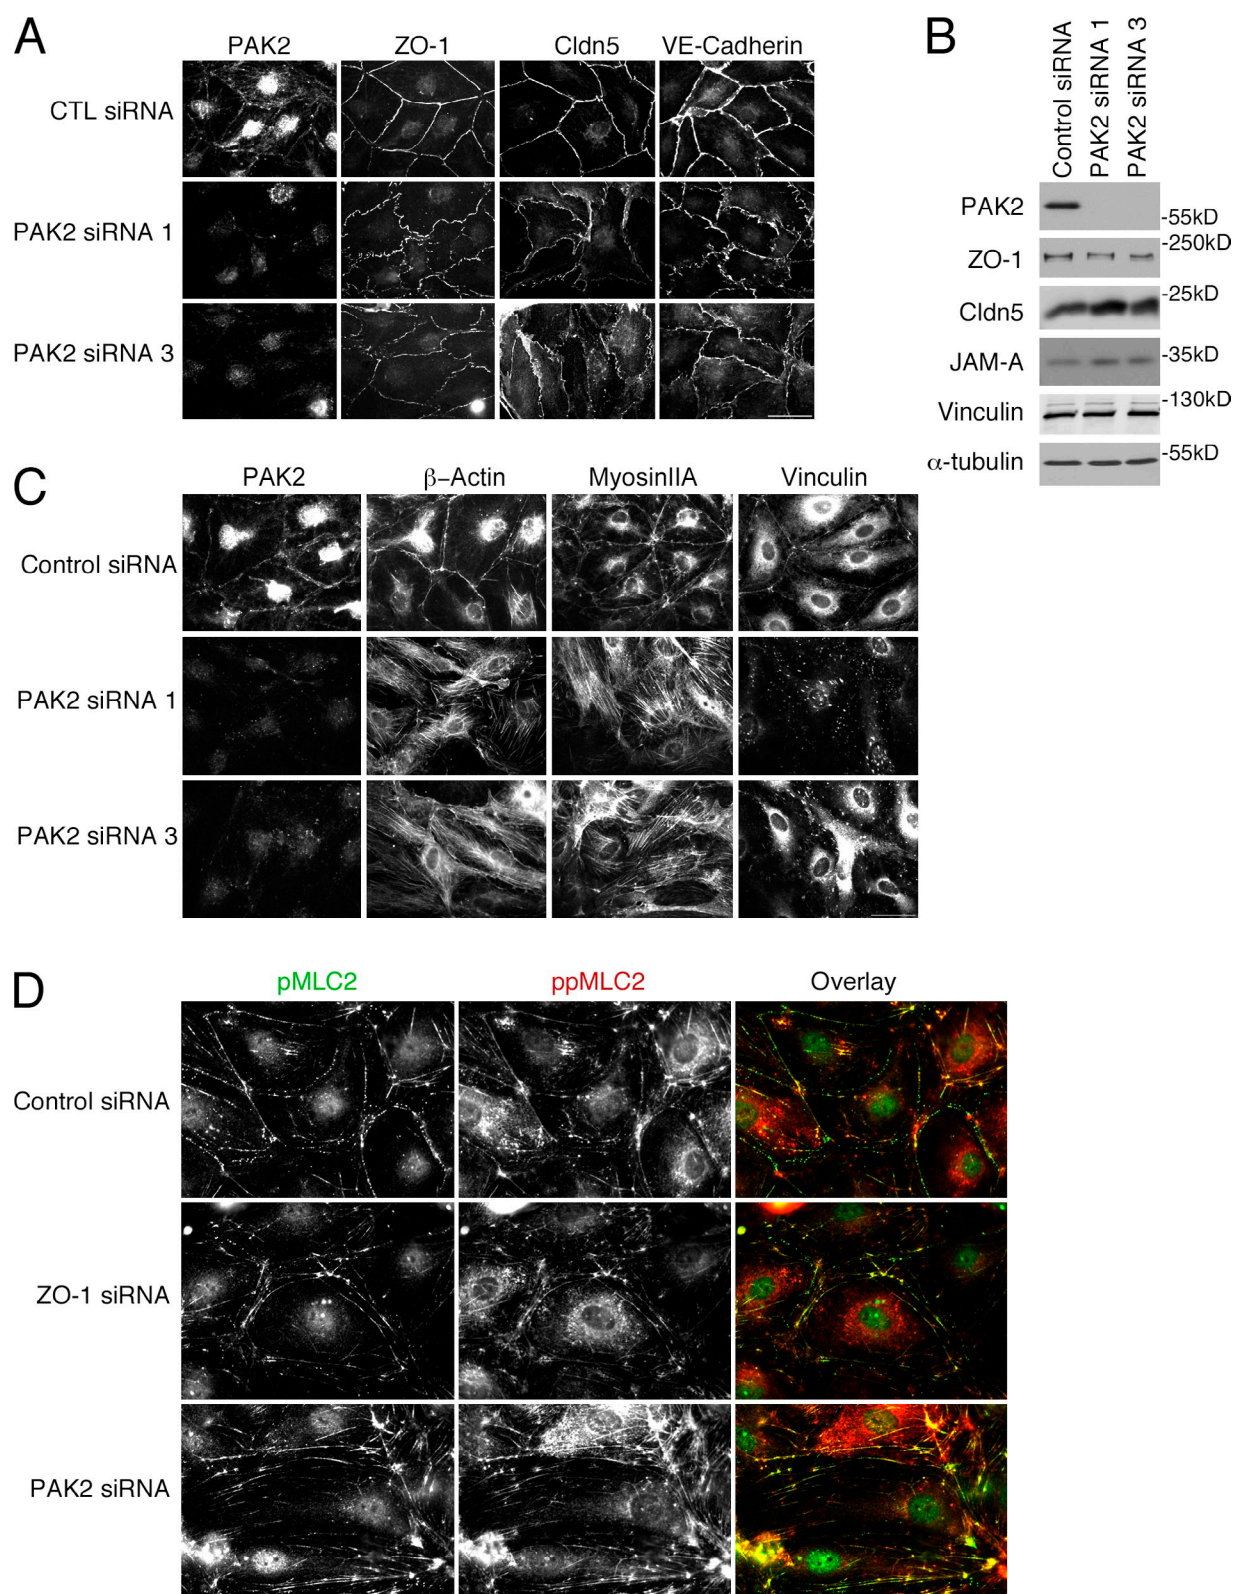 A
PAK2 ZO-1 Cldn5 VE-Cadherin
CTL siRNA
PAK2 siRNA 1
PAK2 siRNA 3
B
Control siRNA
PAK2 siRNA 1
PAK2 siRNA 3
PAK2 -55kD
-250kD
ZO-1
Cldn5 -25kD
JAM-A -35kD
Vinculin -130kD
α-tubulin -55kD
C
PAK2 β–Actin MyosinIIA Vinculin
Control siRNA
PAK2 siRNA 1
PAK2 siRNA 3
D
pMLC2 ppMLC2 Overlay
Control siRNA
ZO-1 siRNA
PAK2 siRNA